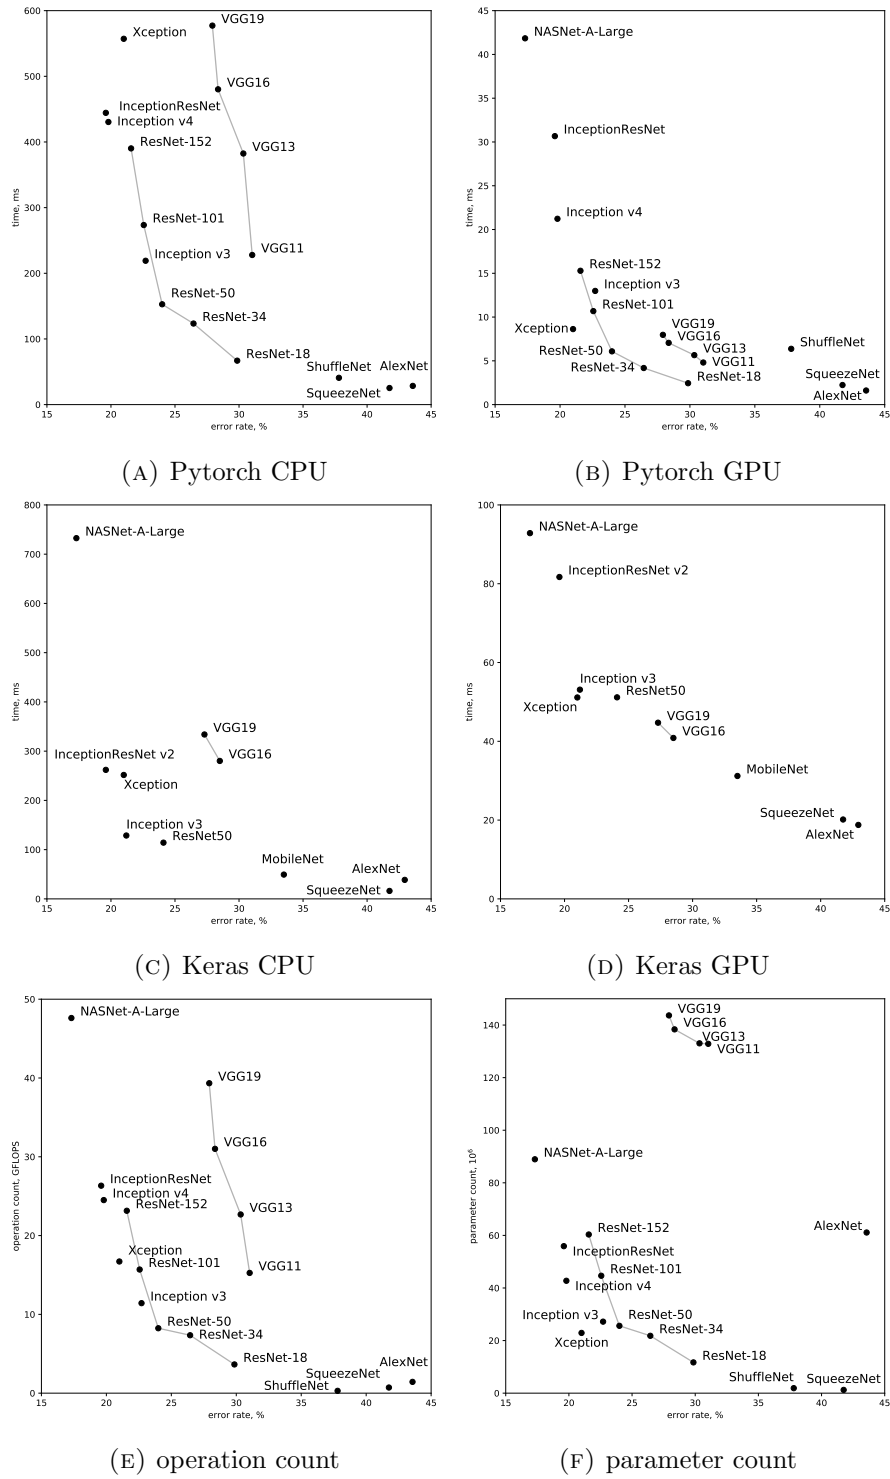 600
500
400
300
200
100
0
time, ms
Xception
VGG19
VGG16
InceptionResNet
Inception v4
ResNet-152
VGG13
ResNet-101
Inception v3
VGG11
ResNet-50
ResNet-34
ResNet-18
ShuffleNet
AlexNet
SqueezeNet
15 20 25 30 35 40 45
error rate, %
(A) Pytorch CPU
45
40
35
30
25
20
15
10
5
0
time, ms
NASNet-A-Large
InceptionResNet
Inception v4
ResNet-152
Inception v3
ResNet-101
Xception
VGG19
VGG16
ResNet-50
VGG13
ShuffleNet
ResNet-34
VGG11
ResNet-18
SqueezeNet
AlexNet
15 20 25 30 35 40 45
error rate, %
(B) Pytorch GPU
800
700
600
500
400
300
200
100
0
time, ms
NASNet-A-Large
VGG19
InceptionResNet v2
VGG16
Xception
Inception v3
ResNet50
MobileNet
AlexNet
SqueezeNet
15 20 25 30 35 40 45
error rate, %
(C) Keras CPU
100
80
60
40
20
0
time, ms
NASNet-A-Large
InceptionResNet v2
Inception v3
ResNet50
Xception
VGG19
VGG16
MobileNet
SqueezeNet
AlexNet
15 20 25 30 35 40 45
error rate, %
(D) Keras GPU
50
40
30
20
10
0
operation count, GFLOPS
NASNet-A-Large
VGG19
VGG16
InceptionResNet
Inception v4
ResNet-152
VGG13
Xception
ResNet-101
VGG11
Inception v3
ResNet-50
ResNet-34
ResNet-18
AlexNet
SqueezeNet
ShuffleNet
15 20 25 30 35 40 45
error rate, %
(E) operation count
140
120
100
80
60
40
20
0
parameter count, 10⁶
VGG19
VGG16
VGG13
VGG11
NASNet-A-Large
ResNet-152
AlexNet
InceptionResNet
ResNet-101
Inception v4
Inception v3
ResNet-50
Xception
ResNet-34
ResNet-18
ShuffleNet
SqueezeNet
15 20 25 30 35 40 45
error rate, %
(F) parameter count